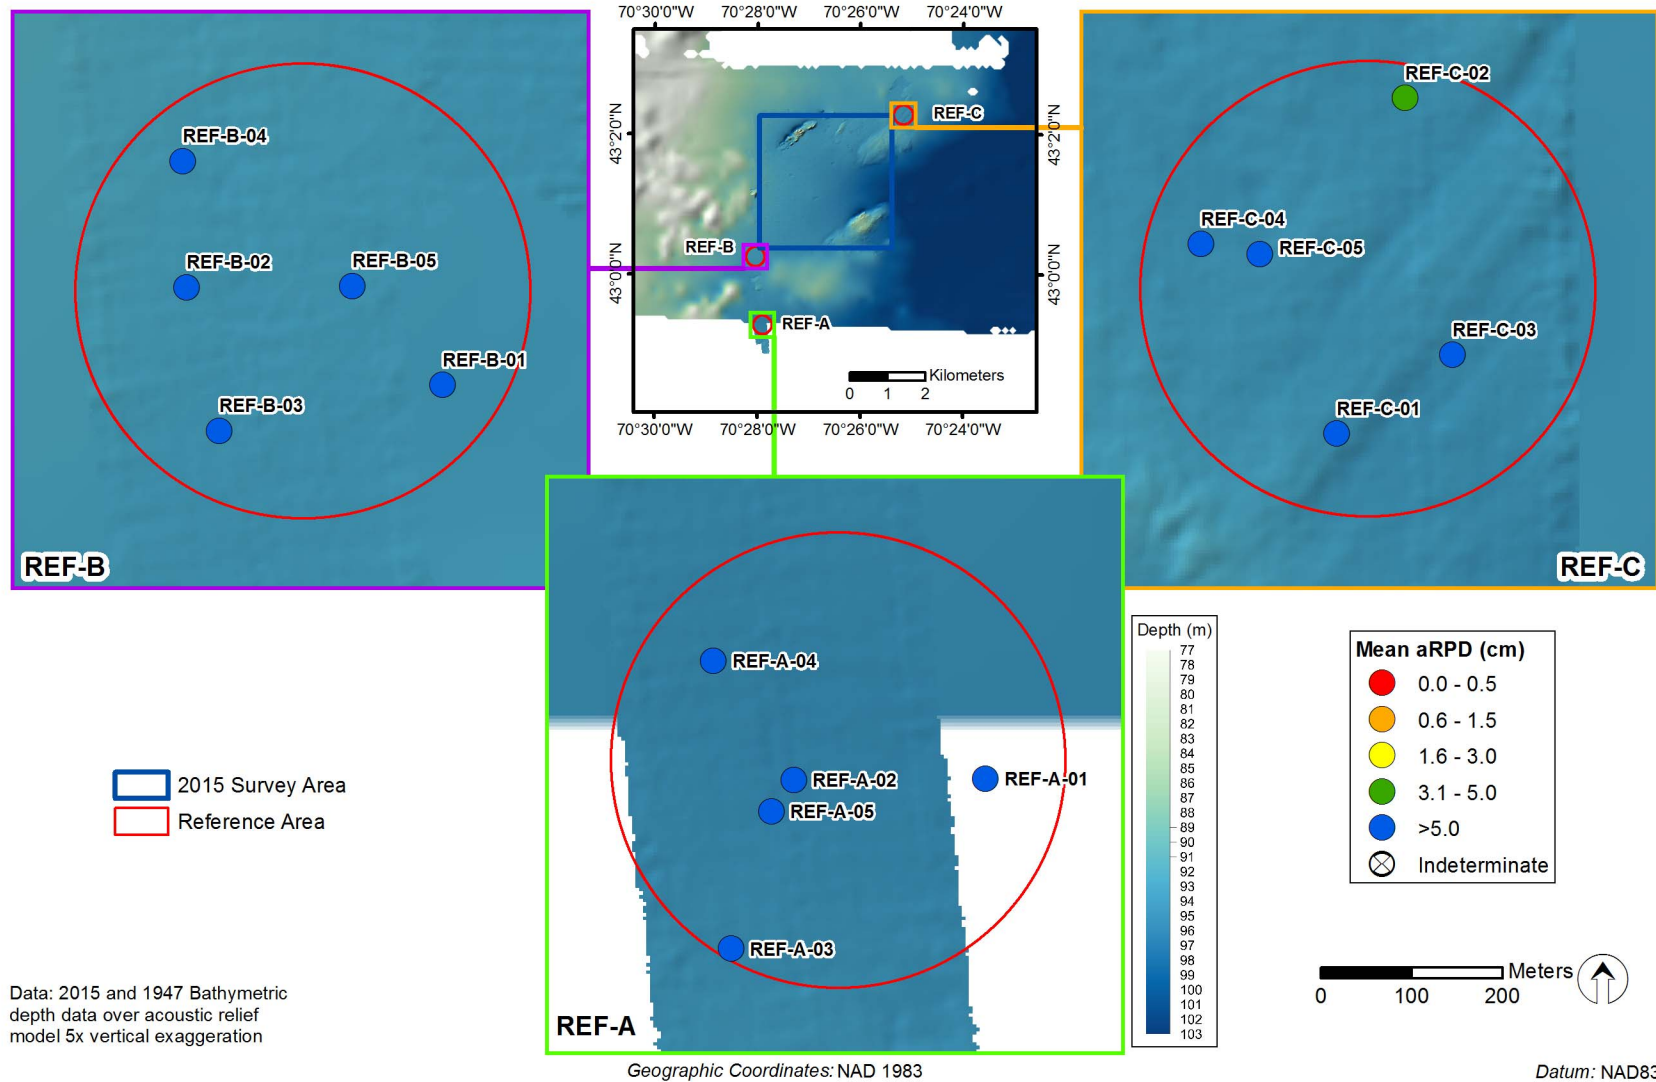 70°30'0"W 70°28'0"W 70°26'0"W 70°24'0"W
43°2'0"N
43°0'0"N
43°2'0"N
43°0'0"N
REF-C
REF-B
REF-A
Kilometers
0 1 2
70°30'0"W 70°28'0"W 70°26'0"W 70°24'0"W
REF-B-04
REF-B-02
REF-B-05
REF-B-01
REF-B-03
REF-B
REF-C-02
REF-C-04
REF-C-05
REF-C-03
REF-C-01
REF-C
REF-A-04
REF-A-02
REF-A-01
REF-A-05
REF-A-03
REF-A
2015 Survey Area
Reference Area
Depth (m)
77
78
79
80
81
82
83
84
85
86
87
88
89
90
91
92
93
94
95
96
97
98
99
100
101
102
103
Mean aRPD (cm)
0.0 - 0.5
0.6 - 1.5
1.6 - 3.0
3.1 - 5.0
>5.0
Indeterminate
Meters
0 100 200
Data: 2015 and 1947 Bathymetric
depth data over acoustic relief
model 5x vertical exaggeration
Geographic Coordinates: NAD 1983
Datum: NAD83